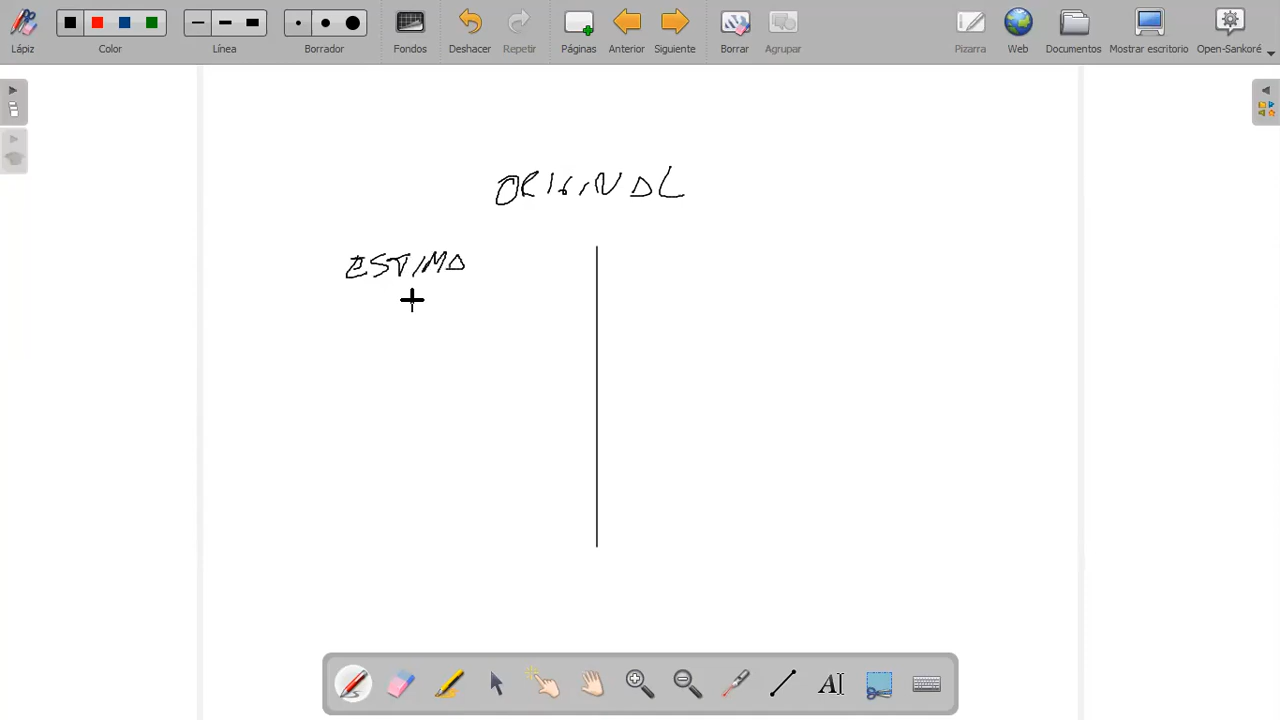 Lápiz Color Línea Borrador Fondos Deshacer Repetir Páginas Anterior Siguiente Borrar Agrupar Pizarra Web Documentos Mostrar escritorio Open-Sankoré
ORIGINAL
ESTIMA